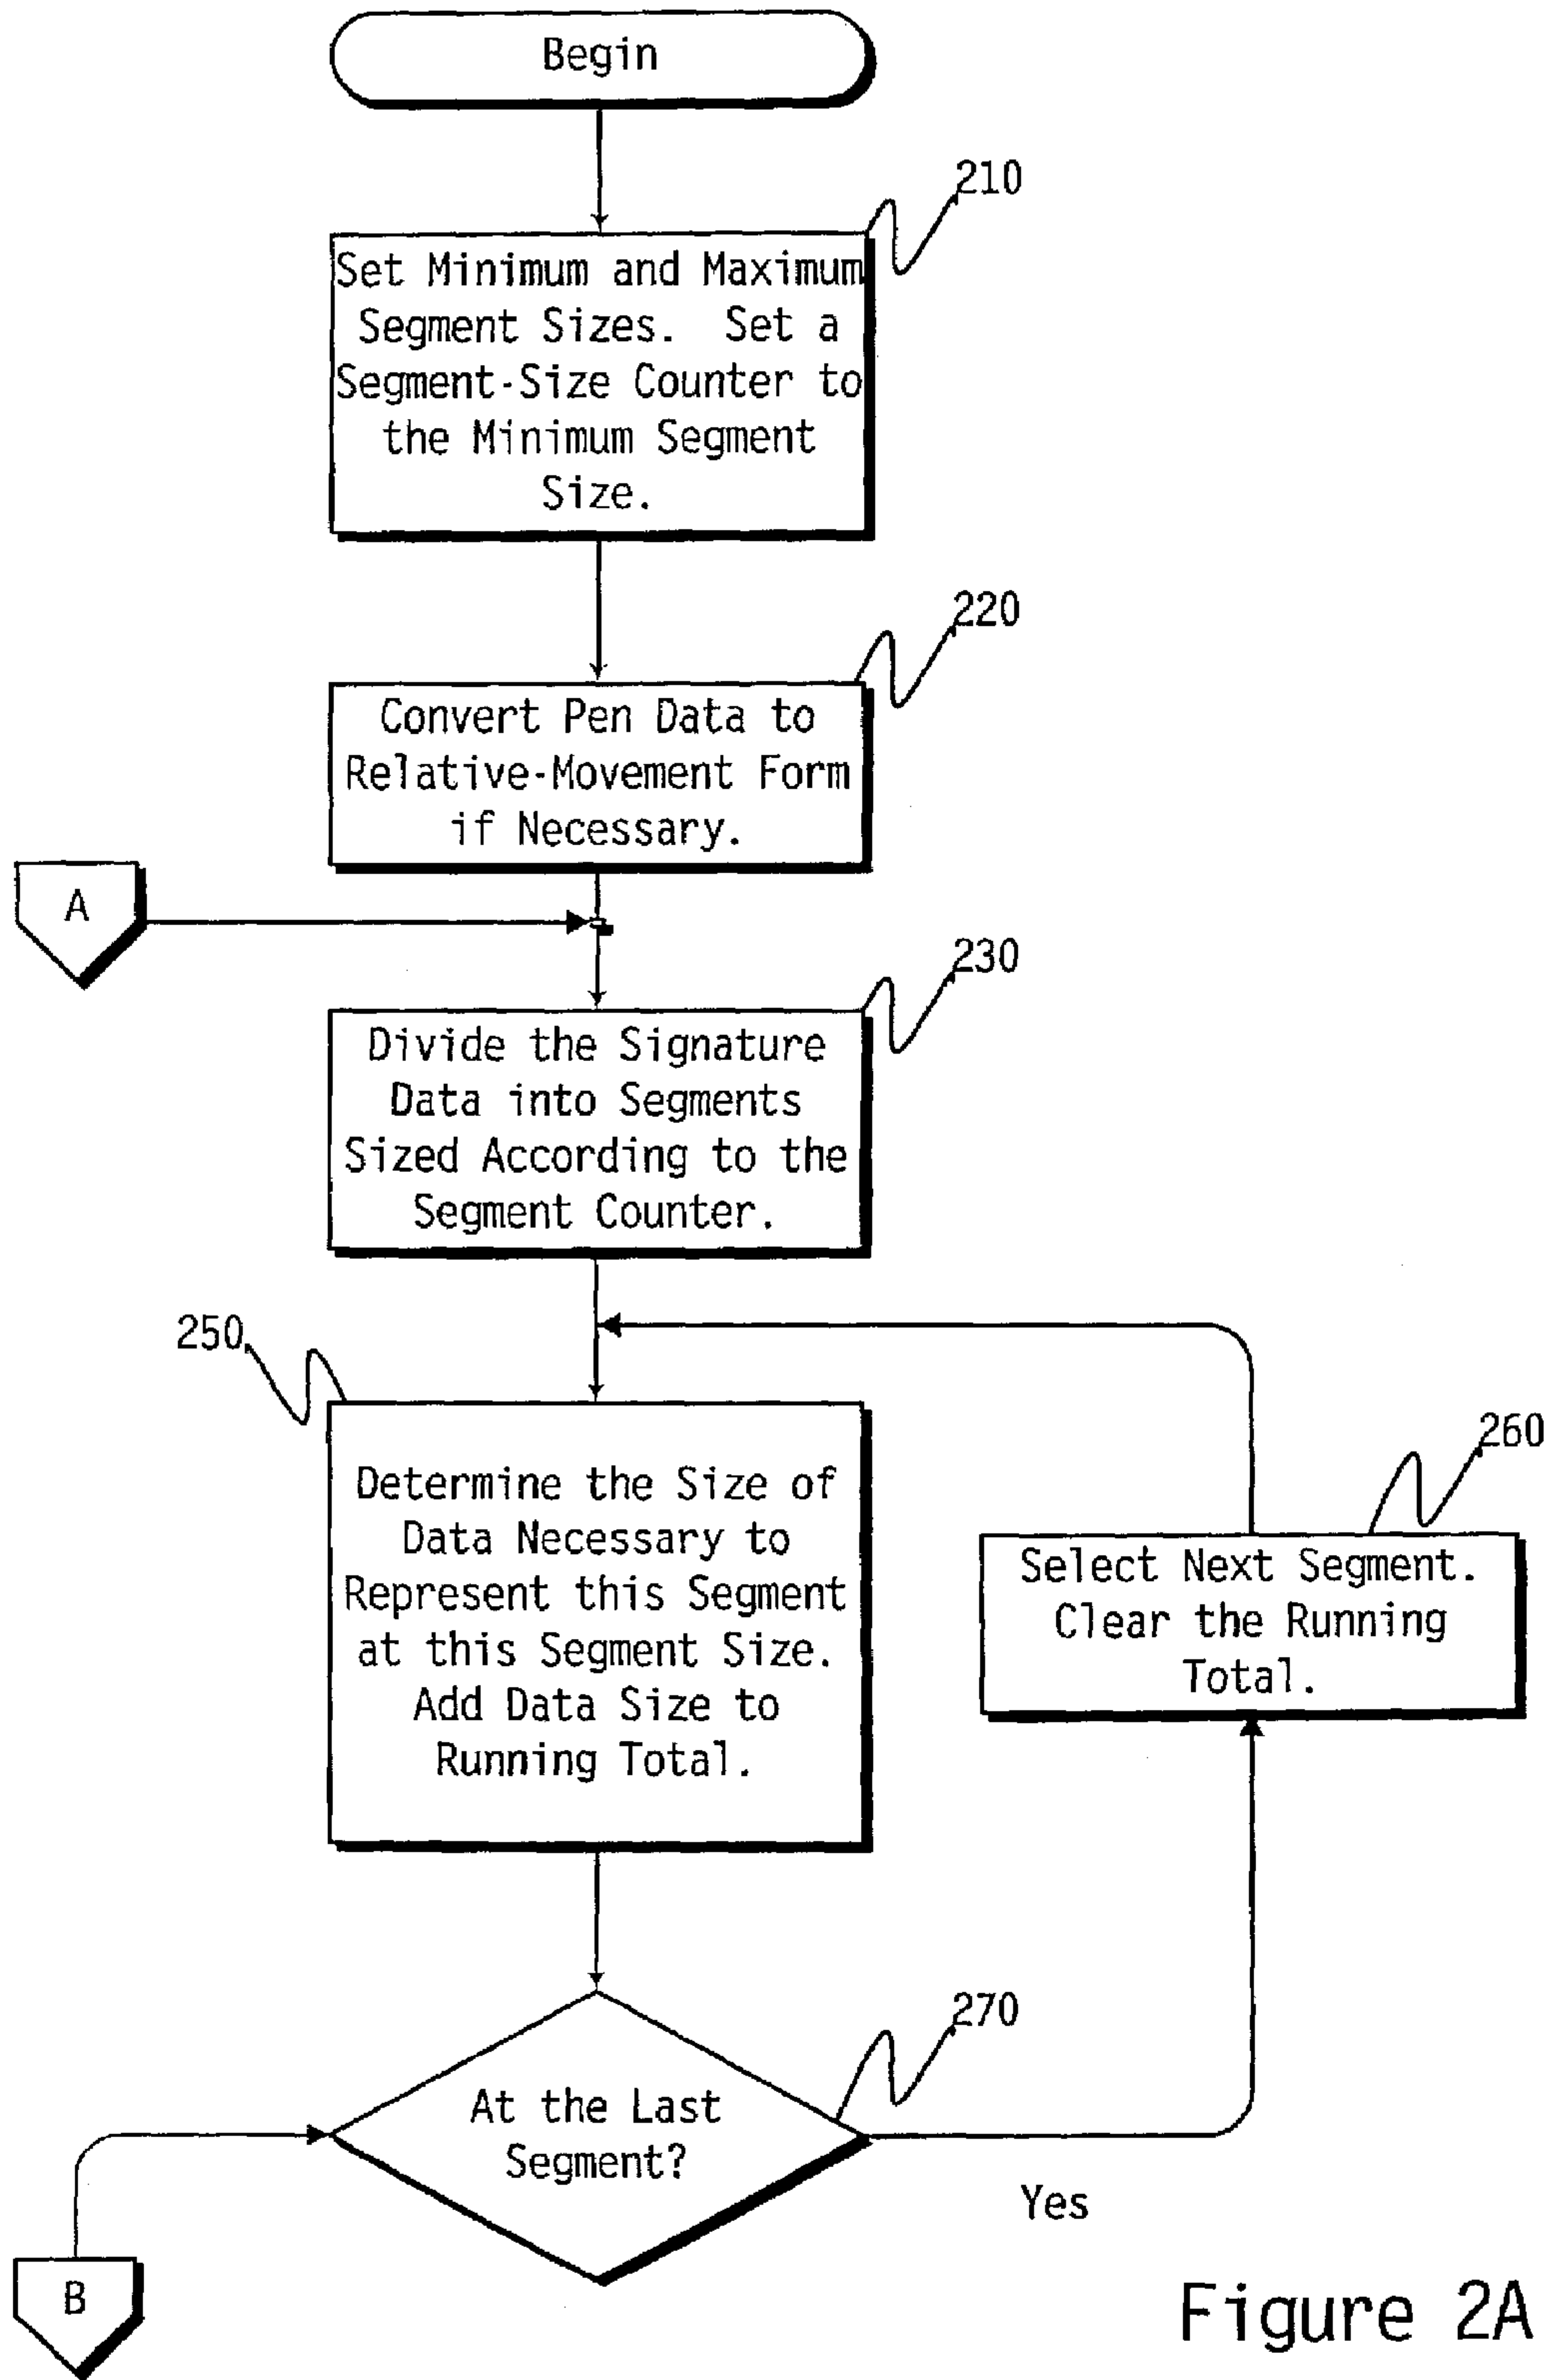 Begin
210
Set Minimum and Maximum
Segment Sizes. Set a
Segment-Size Counter to
the Minimum Segment
Size.
220
Convert Pen Data to
Relative-Movement Form
if Necessary.
A
230
Divide the Signature
Data into Segments
Sized According to the
Segment Counter.
250
Determine the Size of
Data Necessary to
Represent this Segment
at this Segment Size.
Add Data Size to
Running Total.
260
Select Next Segment.
Clear the Running
Total.
270
At the Last
Segment?
Yes
B
Figure 2A